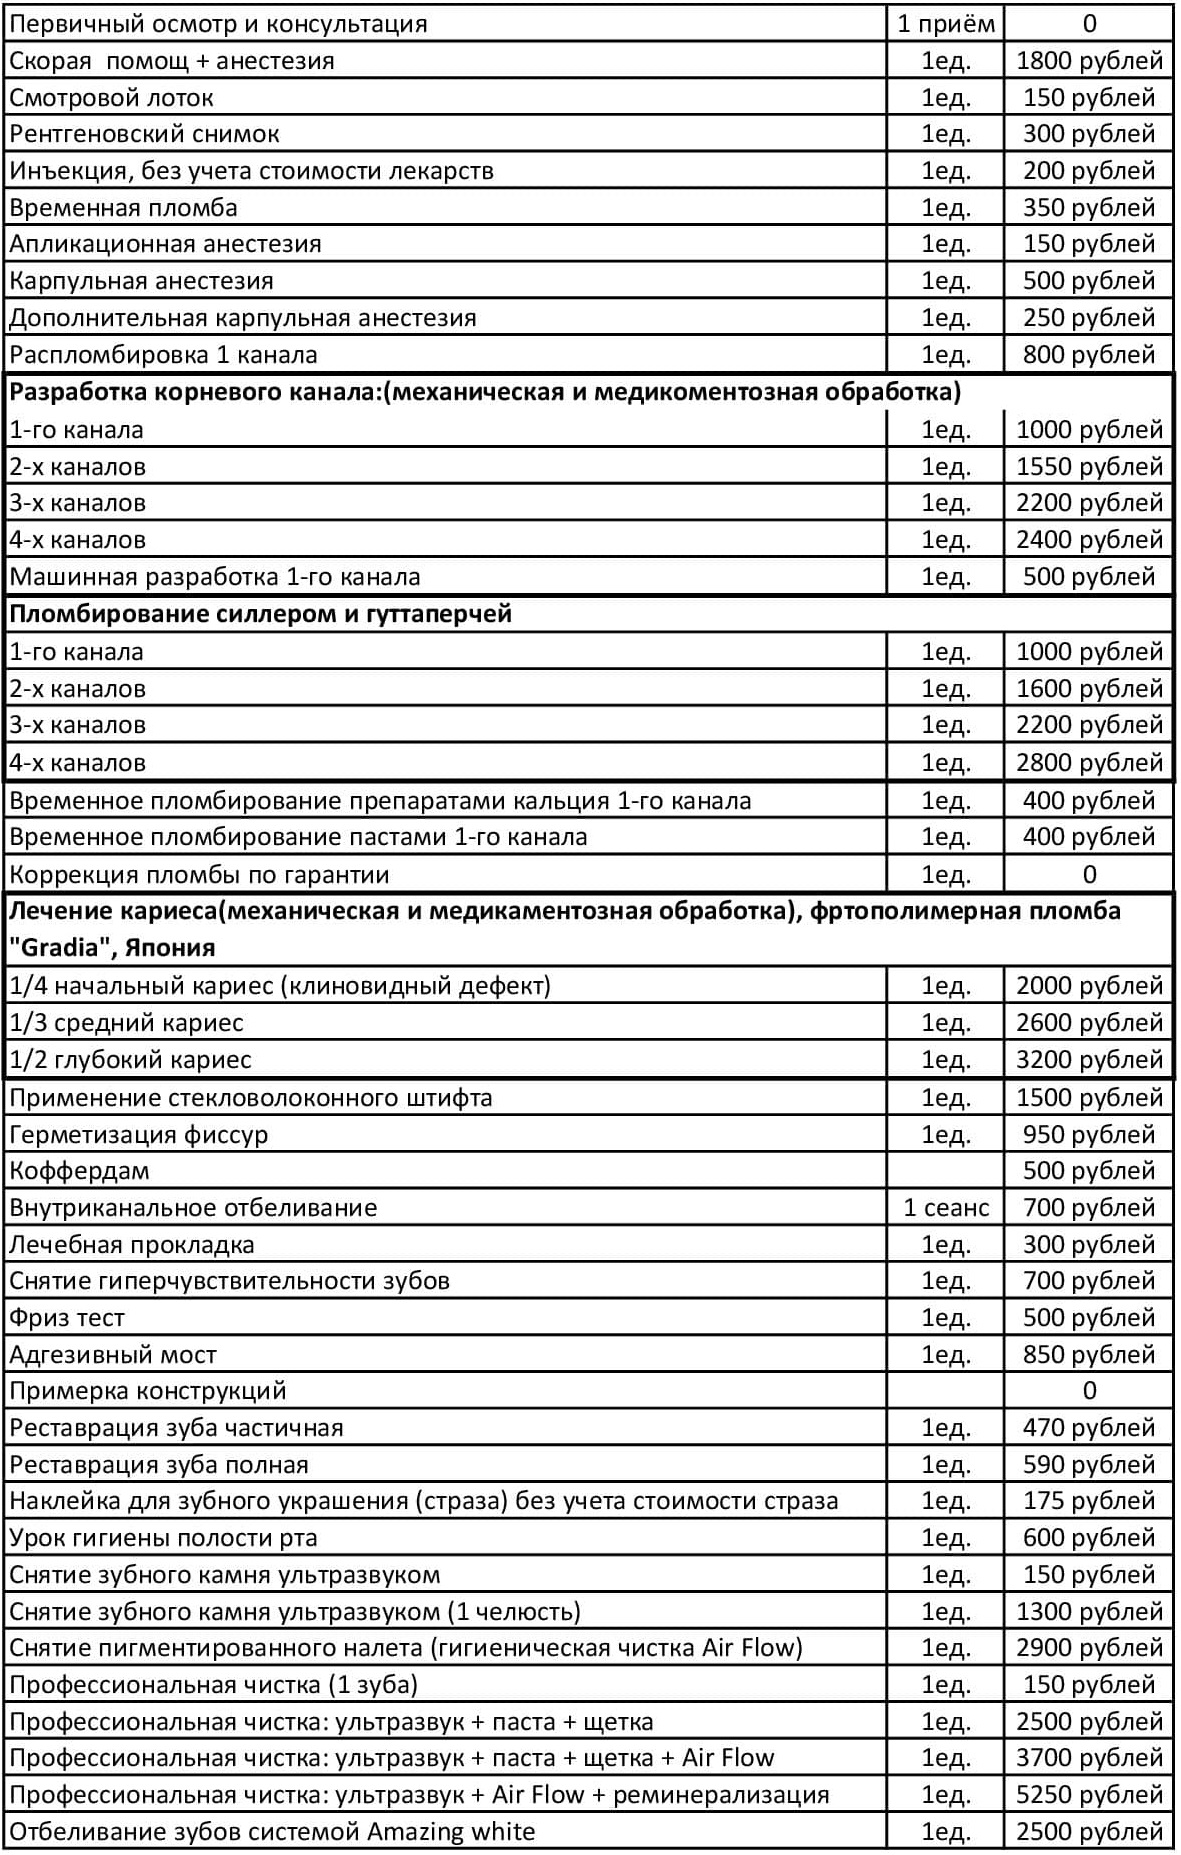 Первичный осмотр и консультация 1 приём 0
Скорая помощ + анестезия 1ед. 1800 рублей
Смотровой лоток 1ед. 150 рублей
Рентгеновский снимок 1ед. 300 рублей
Инъекция, без учета стоимости лекарств 1ед. 200 рублей
Временная пломба 1ед. 350 рублей
Апликационная анестезия 1ед. 150 рублей
Карпульная анестезия 1ед. 500 рублей
Дополнительная карпульная анестезия 1ед. 250 рублей
Распломбировка 1 канала 1ед. 800 рублей
Разработка корневого канала:(механическая и медикоментозная обработка)
1-го канала 1ед. 1000 рублей
2-х каналов 1ед. 1550 рублей
3-х каналов 1ед. 2200 рублей
4-х каналов 1ед. 2400 рублей
Машинная разработка 1-го канала 1ед. 500 рублей
Пломбирование силлером и гуттаперчей
1-го канала 1ед. 1000 рублей
2-х каналов 1ед. 1600 рублей
3-х каналов 1ед. 2200 рублей
4-х каналов 1ед. 2800 рублей
Временное пломбирование препаратами кальция 1-го канала 1ед. 400 рублей
Временное пломбирование пастами 1-го канала 1ед. 400 рублей
Коррекция пломбы по гарантии 1ед. 0
Лечение кариеса(механическая и медикаментозная обработка), фртополимерная пломба
"Gradia", Япония
1/4 начальный кариес (клиновидный дефект) 1ед. 2000 рублей
1/3 средний кариес 1ед. 2600 рублей
1/2 глубокий кариес 1ед. 3200 рублей
Применение стекловолоконного штифта 1ед. 1500 рублей
Герметизация фиссур 1ед. 950 рублей
Коффердам 500 рублей
Внутриканальное отбеливание 1 сеанс 700 рублей
Лечебная прокладка 1ед. 300 рублей
Снятие гиперчувствительности зубов 1ед. 700 рублей
Фриз тест 1ед. 500 рублей
Адгезивный мост 1ед. 850 рублей
Примерка конструкций 0
Реставрация зуба частичная 1ед. 470 рублей
Реставрация зуба полная 1ед. 590 рублей
Наклейка для зубного украшения (страза) без учета стоимости страза 1ед. 175 рублей
Урок гигиены полости рта 1ед. 600 рублей
Снятие зубного камня ультразвуком 1ед. 150 рублей
Снятие зубного камня ультразвуком (1 челюсть) 1ед. 1300 рублей
Снятие пигментированного налета (гигиеническая чистка Air Flow) 1ед. 2900 рублей
Профессиональная чистка (1 зуба) 1ед. 150 рублей
Профессиональная чистка: ультразвук + паста + щетка 1ед. 2500 рублей
Профессиональная чистка: ультразвук + паста + щетка + Air Flow 1ед. 3700 рублей
Профессиональная чистка: ультразвук + Air Flow + реминерализация 1ед. 5250 рублей
Отбеливание зубов системой Amazing white 1ед. 2500 рублей